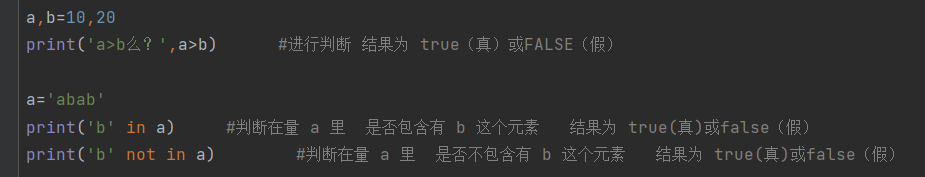 a,b=10,20
print('a>b么？',a>b)      #进行判断 结果为 true（真）或FALSE（假）
a='abab'
print('b' in a)     #判断在量 a 里  是否包含有 b 这个元素   结果为 true(真)或false（假）
print('b' not in a)        #判断在量 a 里  是否不包含有 b 这个元素   结果为 true(真)或false（假）